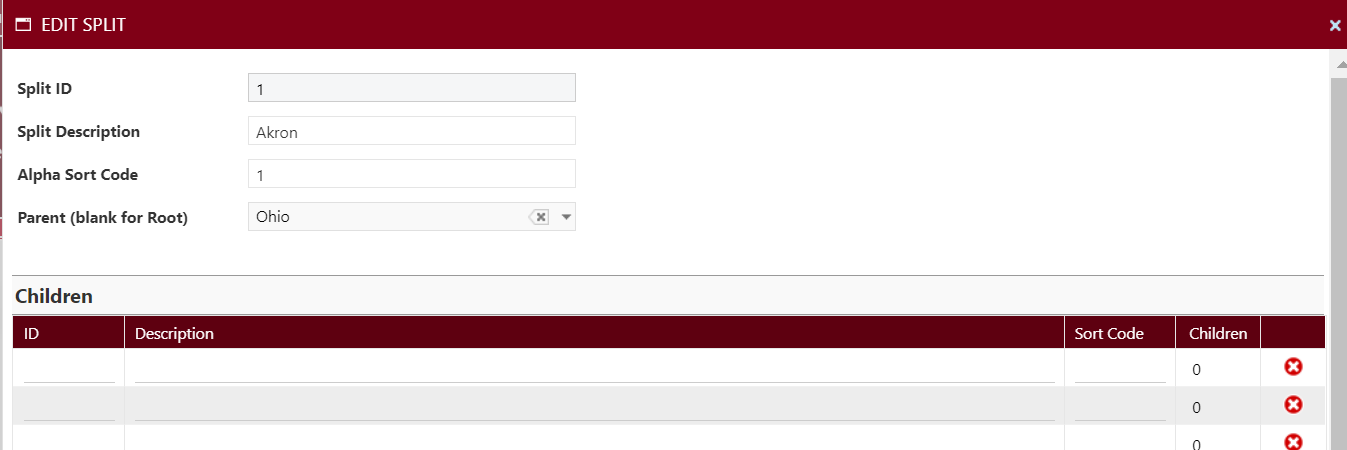 EDIT SPLIT
Split ID 1
Split Description Akron
Alpha Sort Code 1
Parent (blank for Root) Ohio
Children
ID Description Sort Code Children
0
0
0